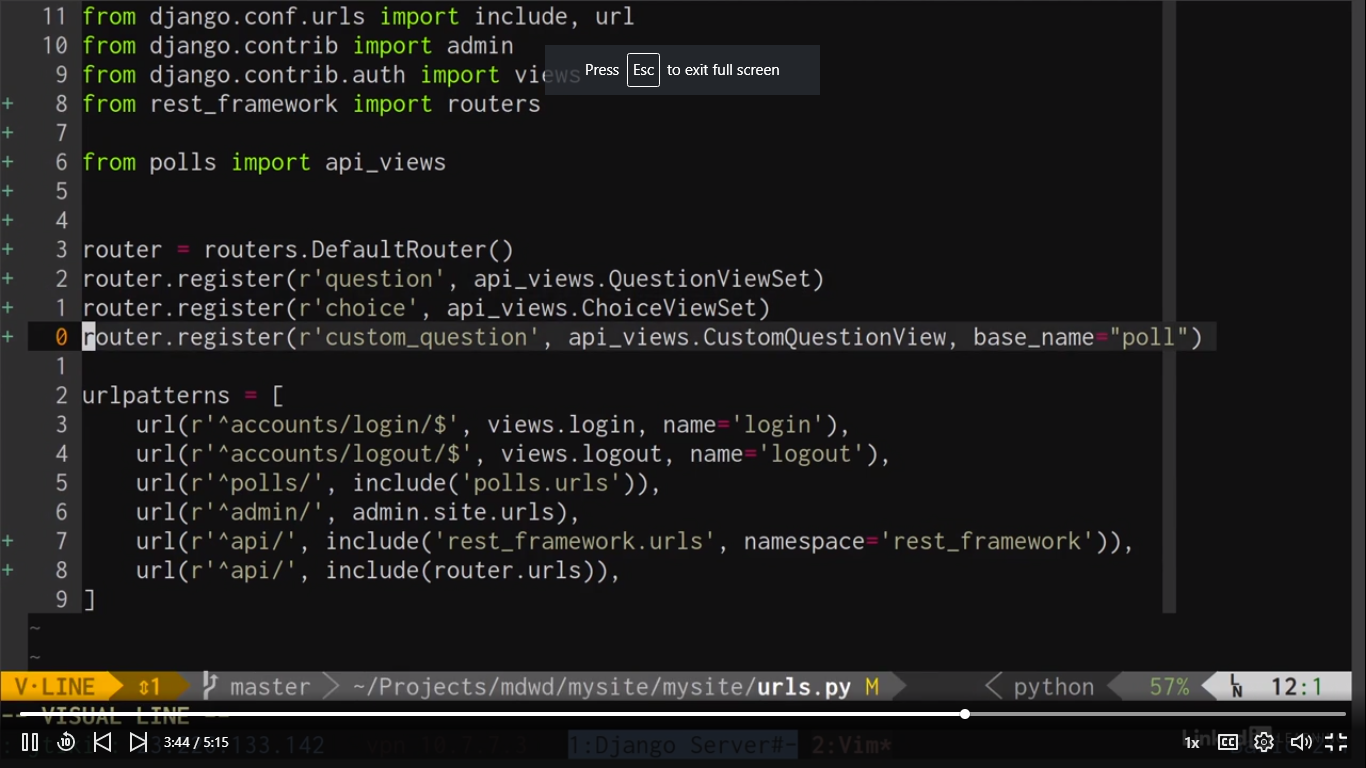 11 from django.conf.urls import include, url
10 from django.contrib import admin
9 from django.contrib.auth import views
Press Esc to exit full screen
+ 8 from rest_framework import routers
+ 7
+ 6 from polls import api_views
+ 5
+ 4
+ 3 router = routers.DefaultRouter()
+ 2 router.register(r'question', api_views.QuestionViewSet)
+ 1 router.register(r'choice', api_views.ChoiceViewSet)
+ 0 router.register(r'custom_question', api_views.CustomQuestionView, base_name="poll")
1
2 urlpatterns = [
3     url(r'^accounts/login/$', views.login, name='login'),
4     url(r'^accounts/logout/$', views.logout, name='logout'),
5     url(r'^polls/', include('polls.urls')),
6     url(r'^admin/', admin.site.urls),
+ 7     url(r'^api/', include('rest_framework.urls', namespace='rest_framework')),
+ 8     url(r'^api/', include(router.urls)),
9 ]
~
~
V·LINE ⇕1 master ~/Projects/mdwd/mysite/mysite/urls.py M python 57% LN 12:1
-- VISUAL LINE --
10 3:44 / 5:15 133.142 vpn 1:Django Server#- 2:Vim* 1x CC